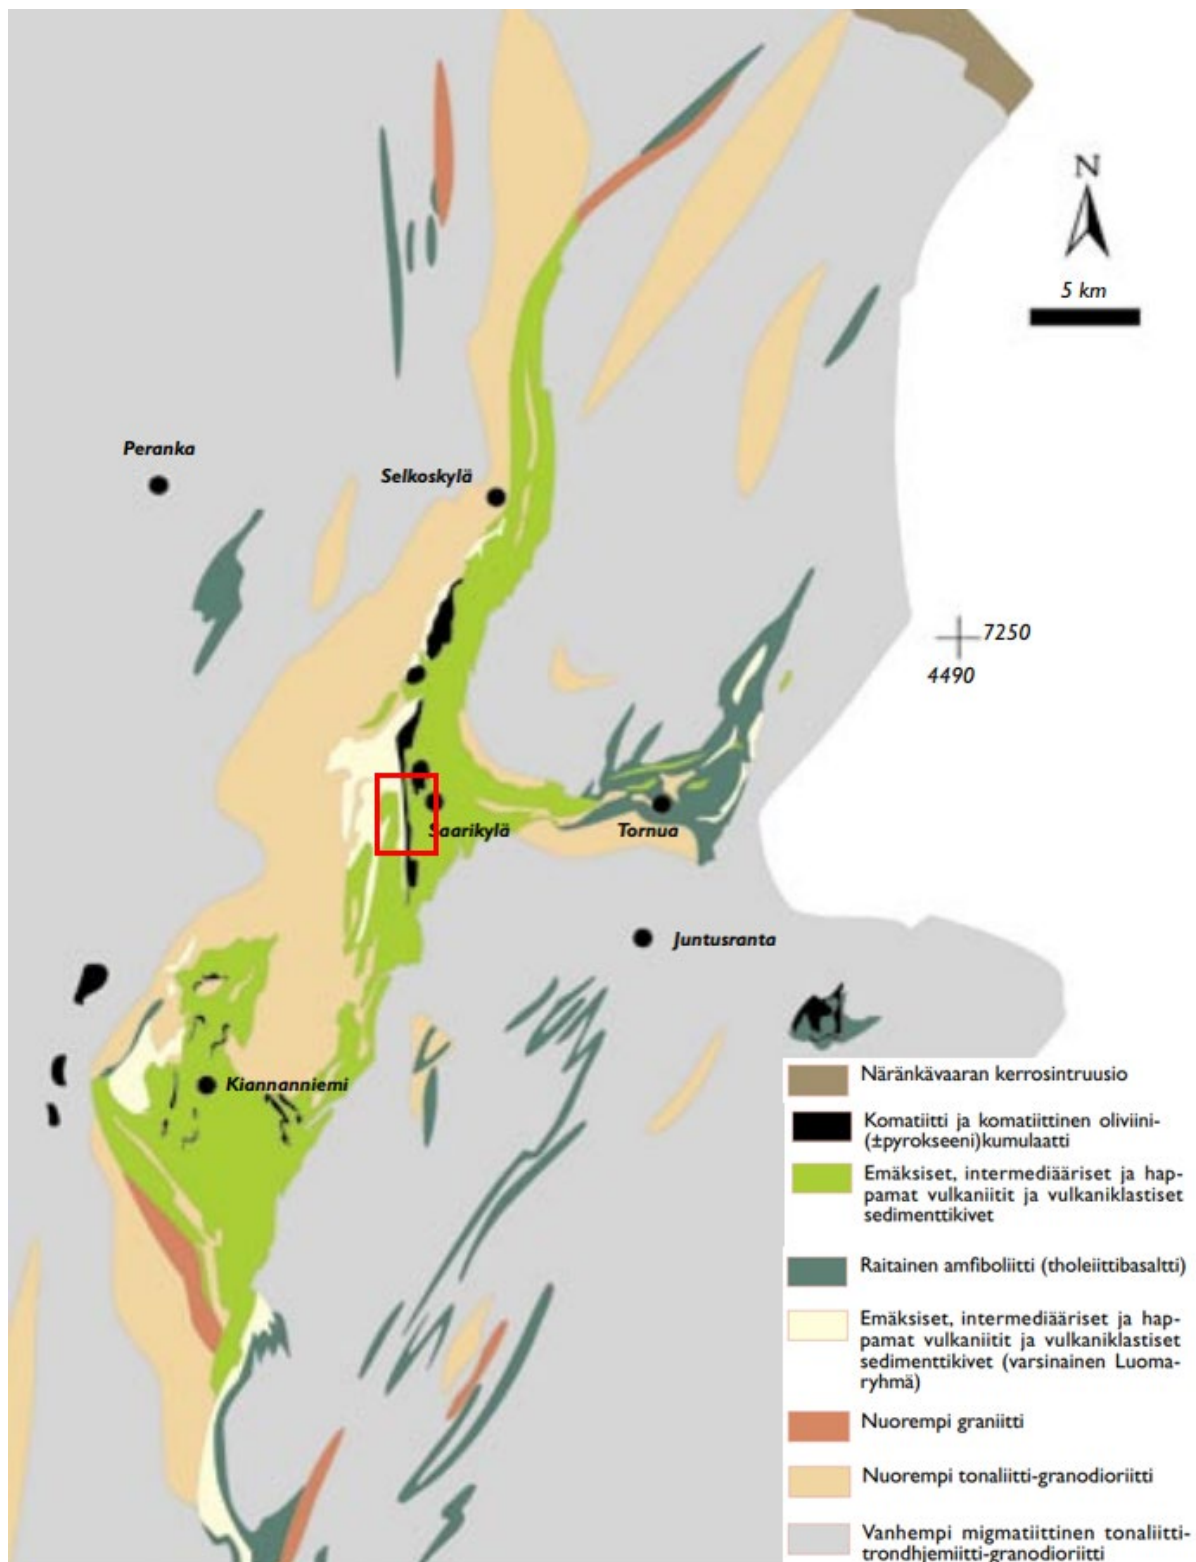 N
5 km
Peranka
Selkoskylä
7250
4490
Saarikylä
Tornua
Juntusranta
Kiannanniemi
Näränkävaaran kerrosintruusio
Komatiitti ja komatiittinen oliviini-
(±pyrokseeni)kumulaatti
Emäksiset, intermediääriset ja hap-
pamat vulkaniitit ja vulkaniklastiset
sedimenttikivet
Raitainen amfiboliitti (tholeiittibasaltti)
Emäksiset, intermediääriset ja hap-
pamat vulkaniitit ja vulkaniklastiset
sedimenttikivet (varsinainen Luoma-
ryhmä)
Nuorempi graniitti
Nuorempi tonaliitti-granodioriitti
Vanhempi migmatiittinen tonaliitti-
trondhjemiitti-granodioriitti